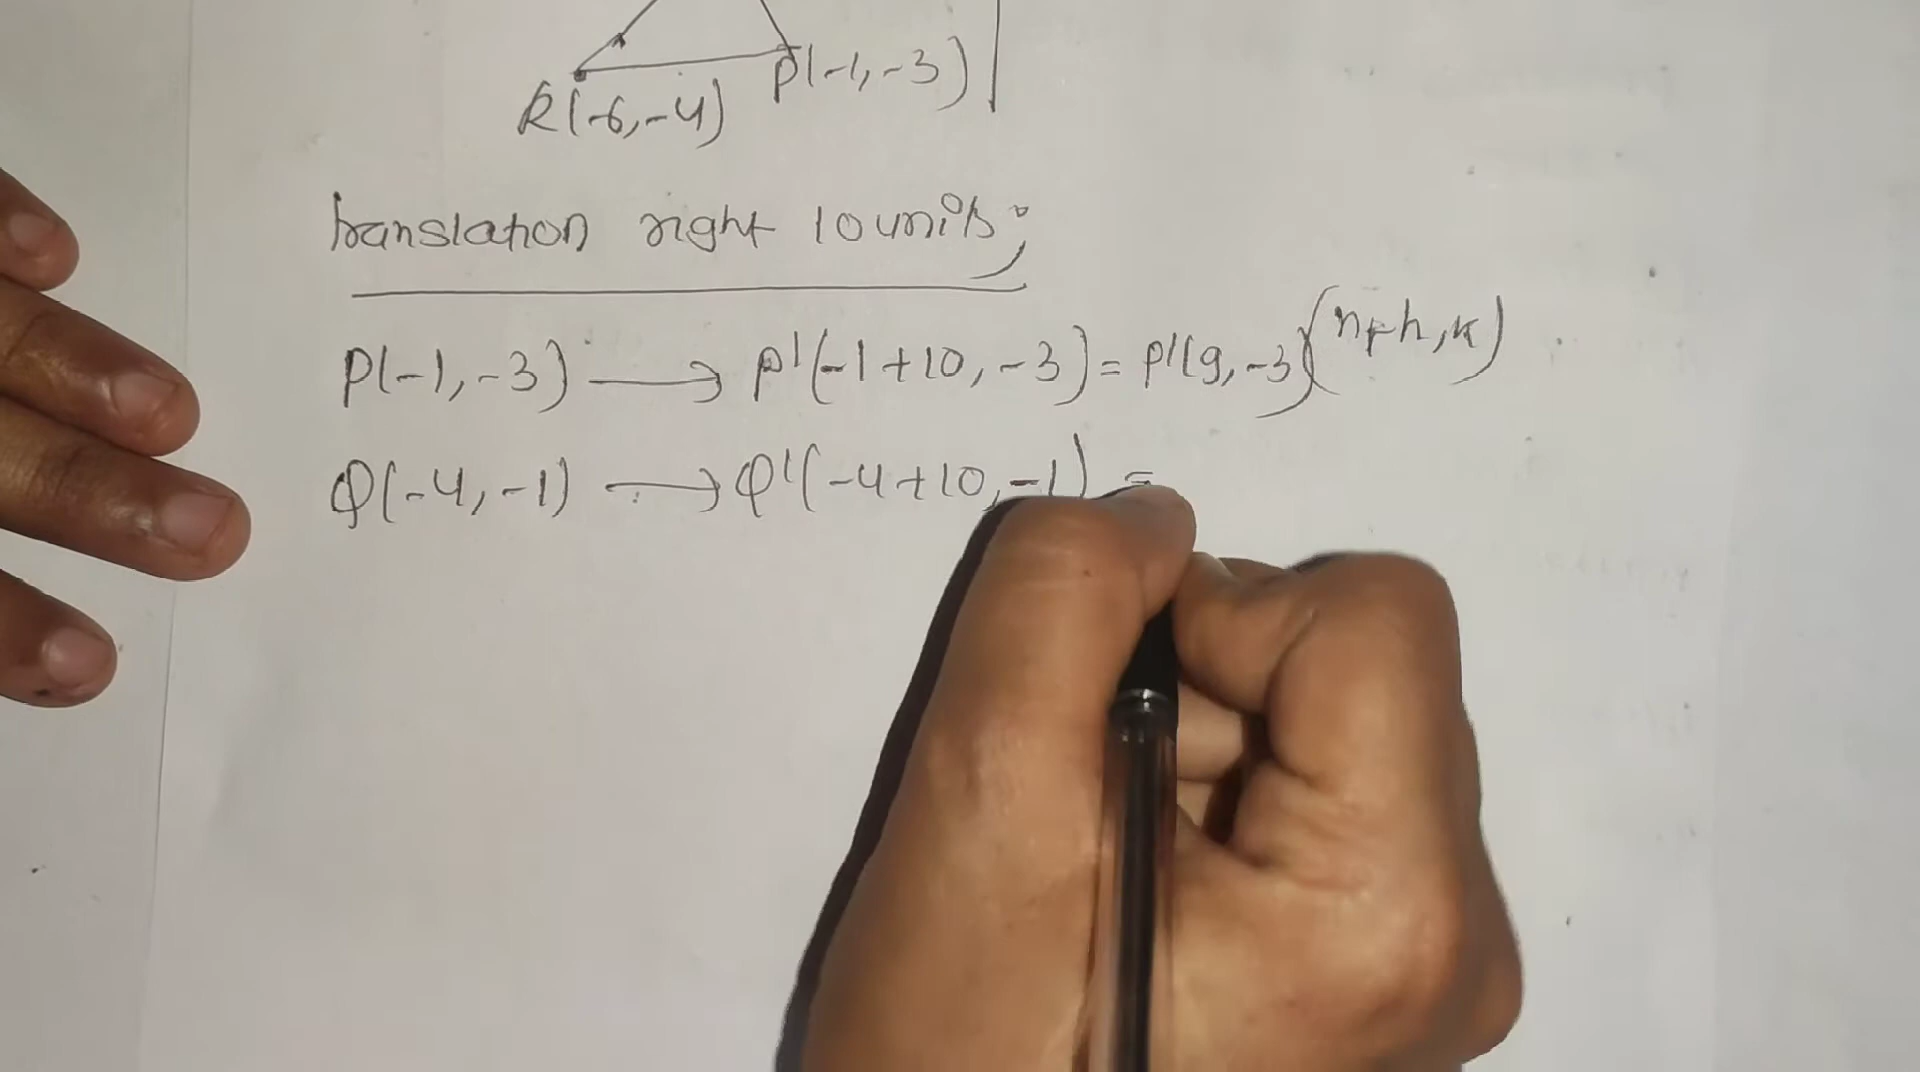 P(-1,-3)
R(-6,-4)
translation right 10 units:
P(-1,-3) → P'(-1+10,-3) = P'(9,-3) (x+h,k)
Q(-4,-1) → Q'(-4+10,-1) =